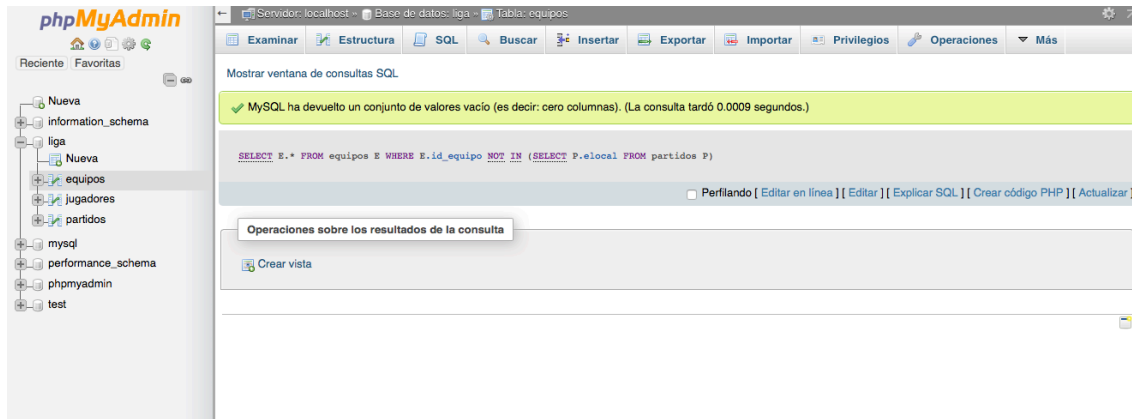 phpMyAdmin
Reciente Favoritas
Nueva
information_schema
liga
Nueva
equipos
jugadores
partidos
mysql
performance_schema
phpmyadmin
test
Servidor: localhost » Base de datos: liga » Tabla: equipos
Examinar Estructura SQL Buscar Insertar Exportar Importar Privilegios Operaciones Más
Mostrar ventana de consultas SQL
MySQL ha devuelto un conjunto de valores vacío (es decir: cero columnas). (La consulta tardó 0.0009 segundos.)
SELECT E.* FROM equipos E WHERE E.id_equipo NOT IN (SELECT P.elocal FROM partidos P)
Perfilando [ Editar en línea ] [ Editar ] [ Explicar SQL ] [ Crear código PHP ] [ Actualizar ]
Operaciones sobre los resultados de la consulta
Crear vista